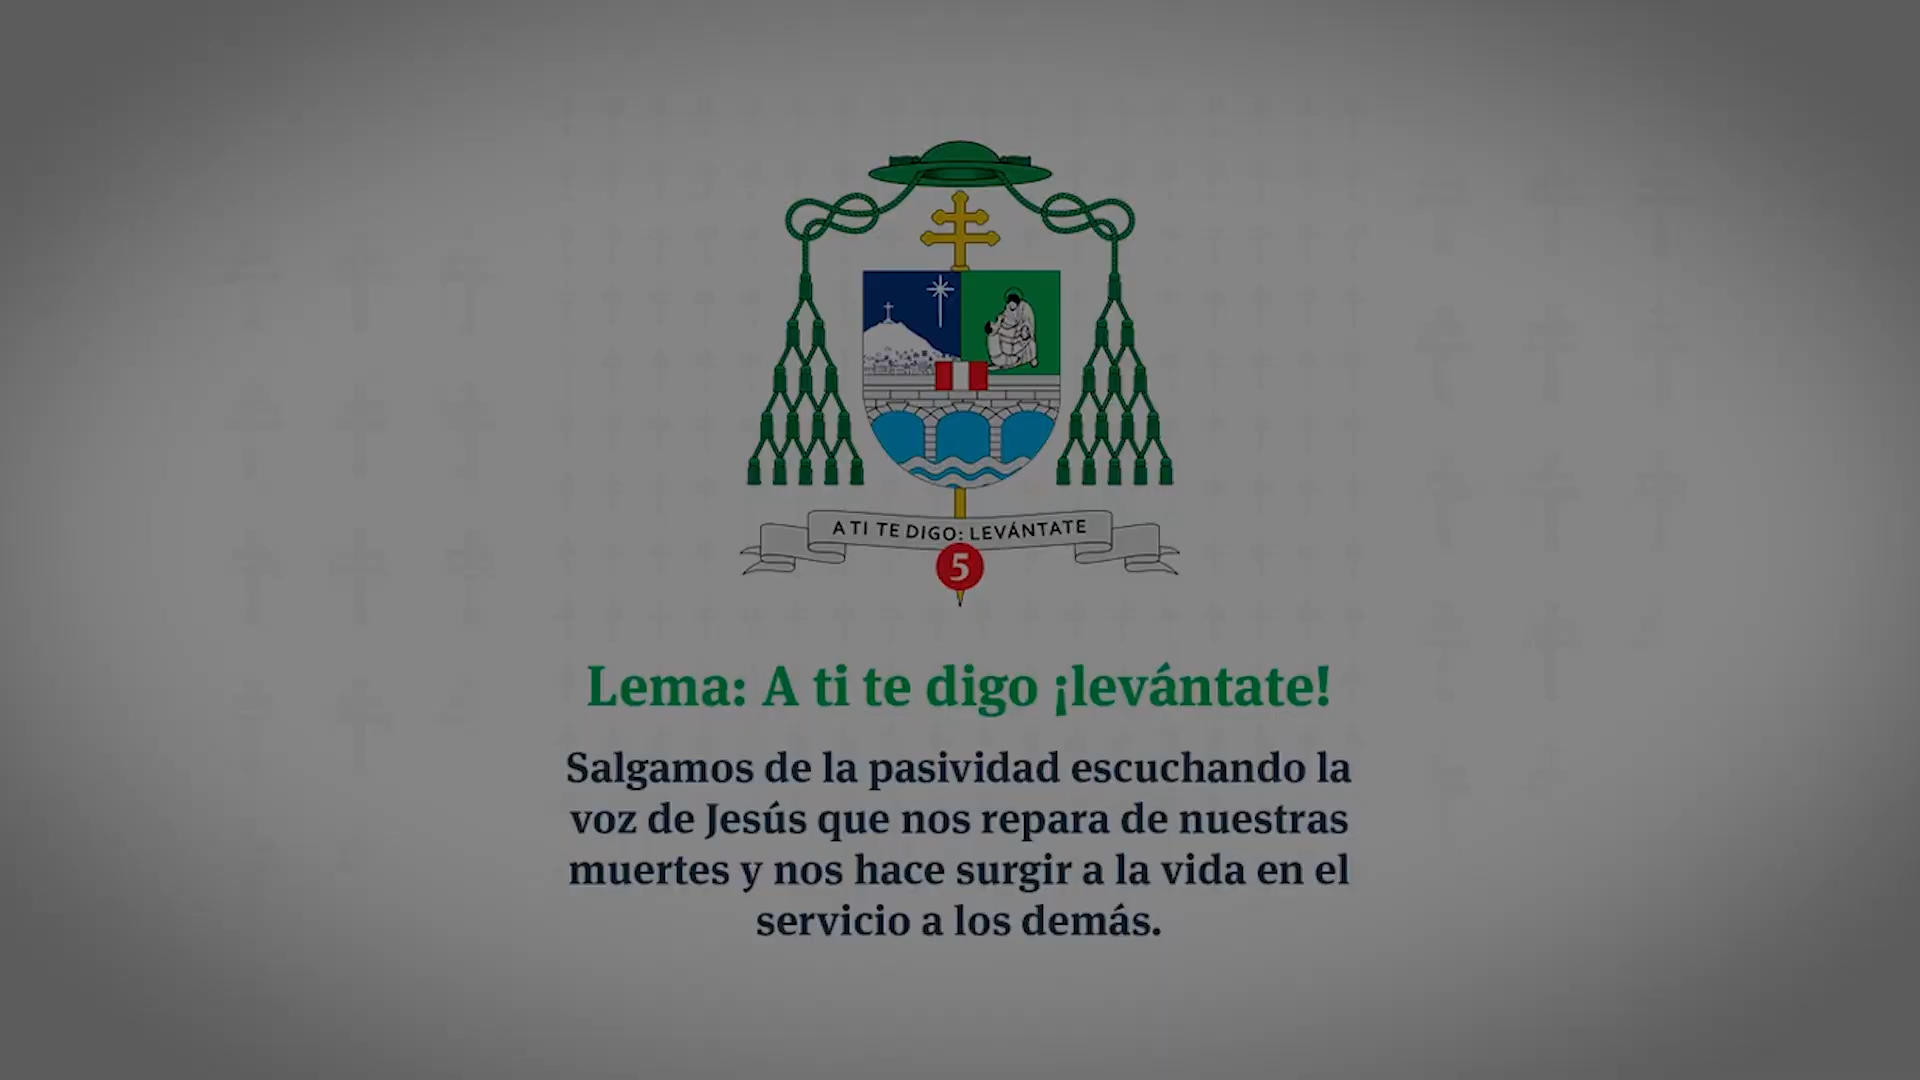 A TI TE DIGO: LEVÁNTATE
5
Lema: A ti te digo ¡levántate!
Salgamos de la pasividad escuchando la
voz de Jesús que nos repara de nuestras
muertes y nos hace surgir a la vida en el
servicio a los demás.